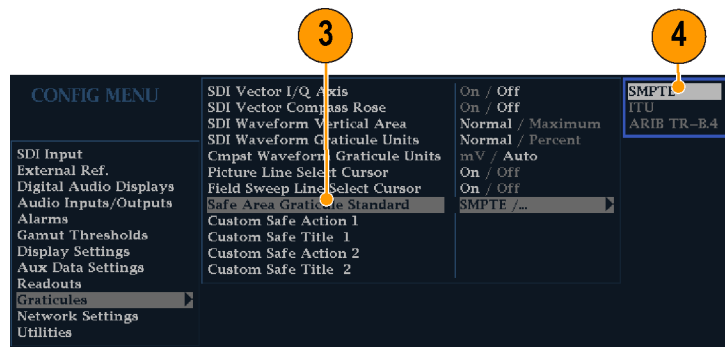 3
4
CONFIG MENU
SDI Input
External Ref.
Digital Audio Displays
Audio Inputs/Outputs
Alarms
Gamut Thresholds
Display Settings
Aux Data Settings
Readouts
Graticules
Network Settings
Utilities
SDI Vector I/Q Axis On / Off
SDI Vector Compass Rose On / Off
SDI Waveform Vertical Area Normal / Maximum
SDI Waveform Graticule Units Normal / Percent
Cmpst Waveform Graticule Units mV / Auto
Picture Line Select Cursor On / Off
Field Sweep Line Select Cursor On / Off
Safe Area Graticule Standard SMPTE /...
Custom Safe Action 1
Custom Safe Title 1
Custom Safe Action 2
Custom Safe Title 2
SMPTE
ITU
ARIB TR-B.4